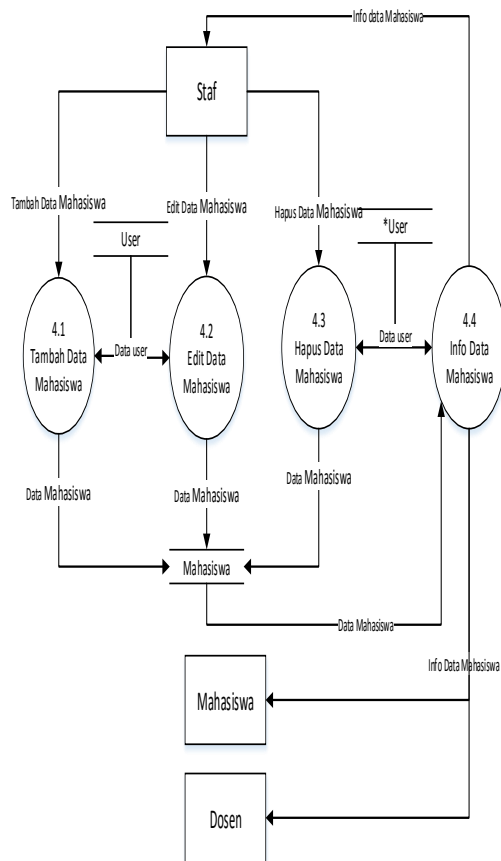 Info data Mahasiswa
Staf
Tambah Data Mahasiswa
Edit Data Mahasiswa
Hapus Data Mahasiswa
User
*User
4.1
Tambah Data
Mahasiswa
Data user
4.2
Edit Data
Mahasiswa
4.3
Hapus Data
Mahasiswa
Data user
4.4
Info Data
Mahasiswa
Data Mahasiswa
Data Mahasiswa
Data Mahasiswa
Mahasiswa
Data Mahasiswa
Info Data Mahasiswa
Mahasiswa
Dosen